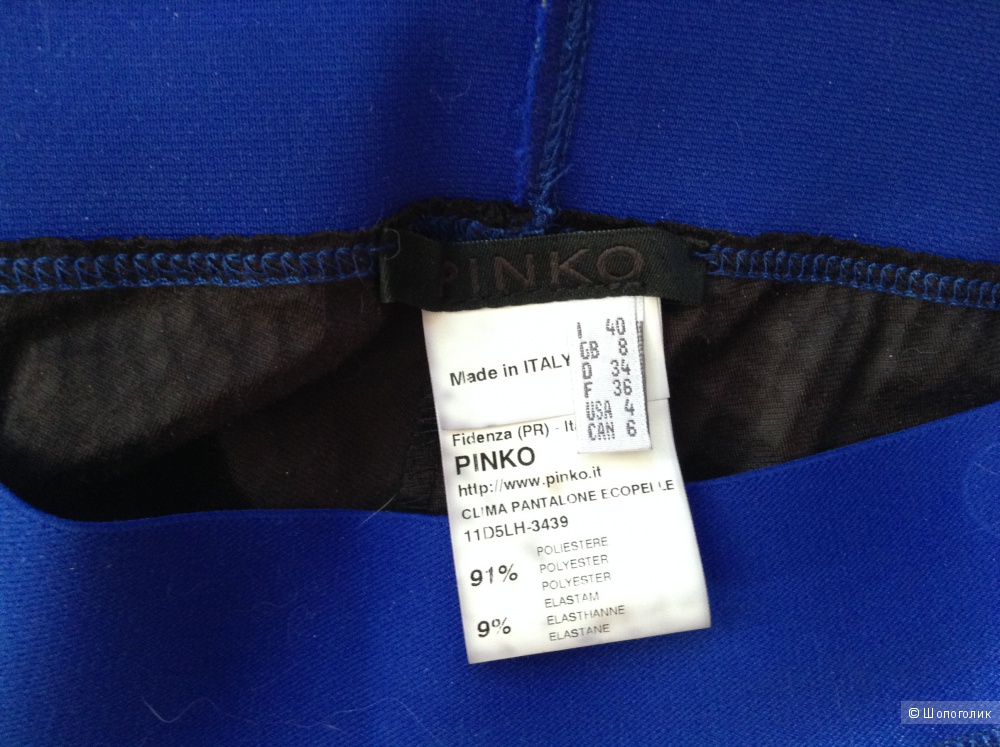 PINKO
I 40
GB 8
D 34
F 36
USA 4
CAN 6
Made in ITALY
Fidenza (PR) - It
PINKO
http://www.pinko.it
CLIMA PANTALONE ECOPELLE
11D5LH-3439
91% POLIESTERE
POLYESTER
POLYESTER
9% ELASTAM
ELASTHANNE
ELASTANE
© Шопоголик